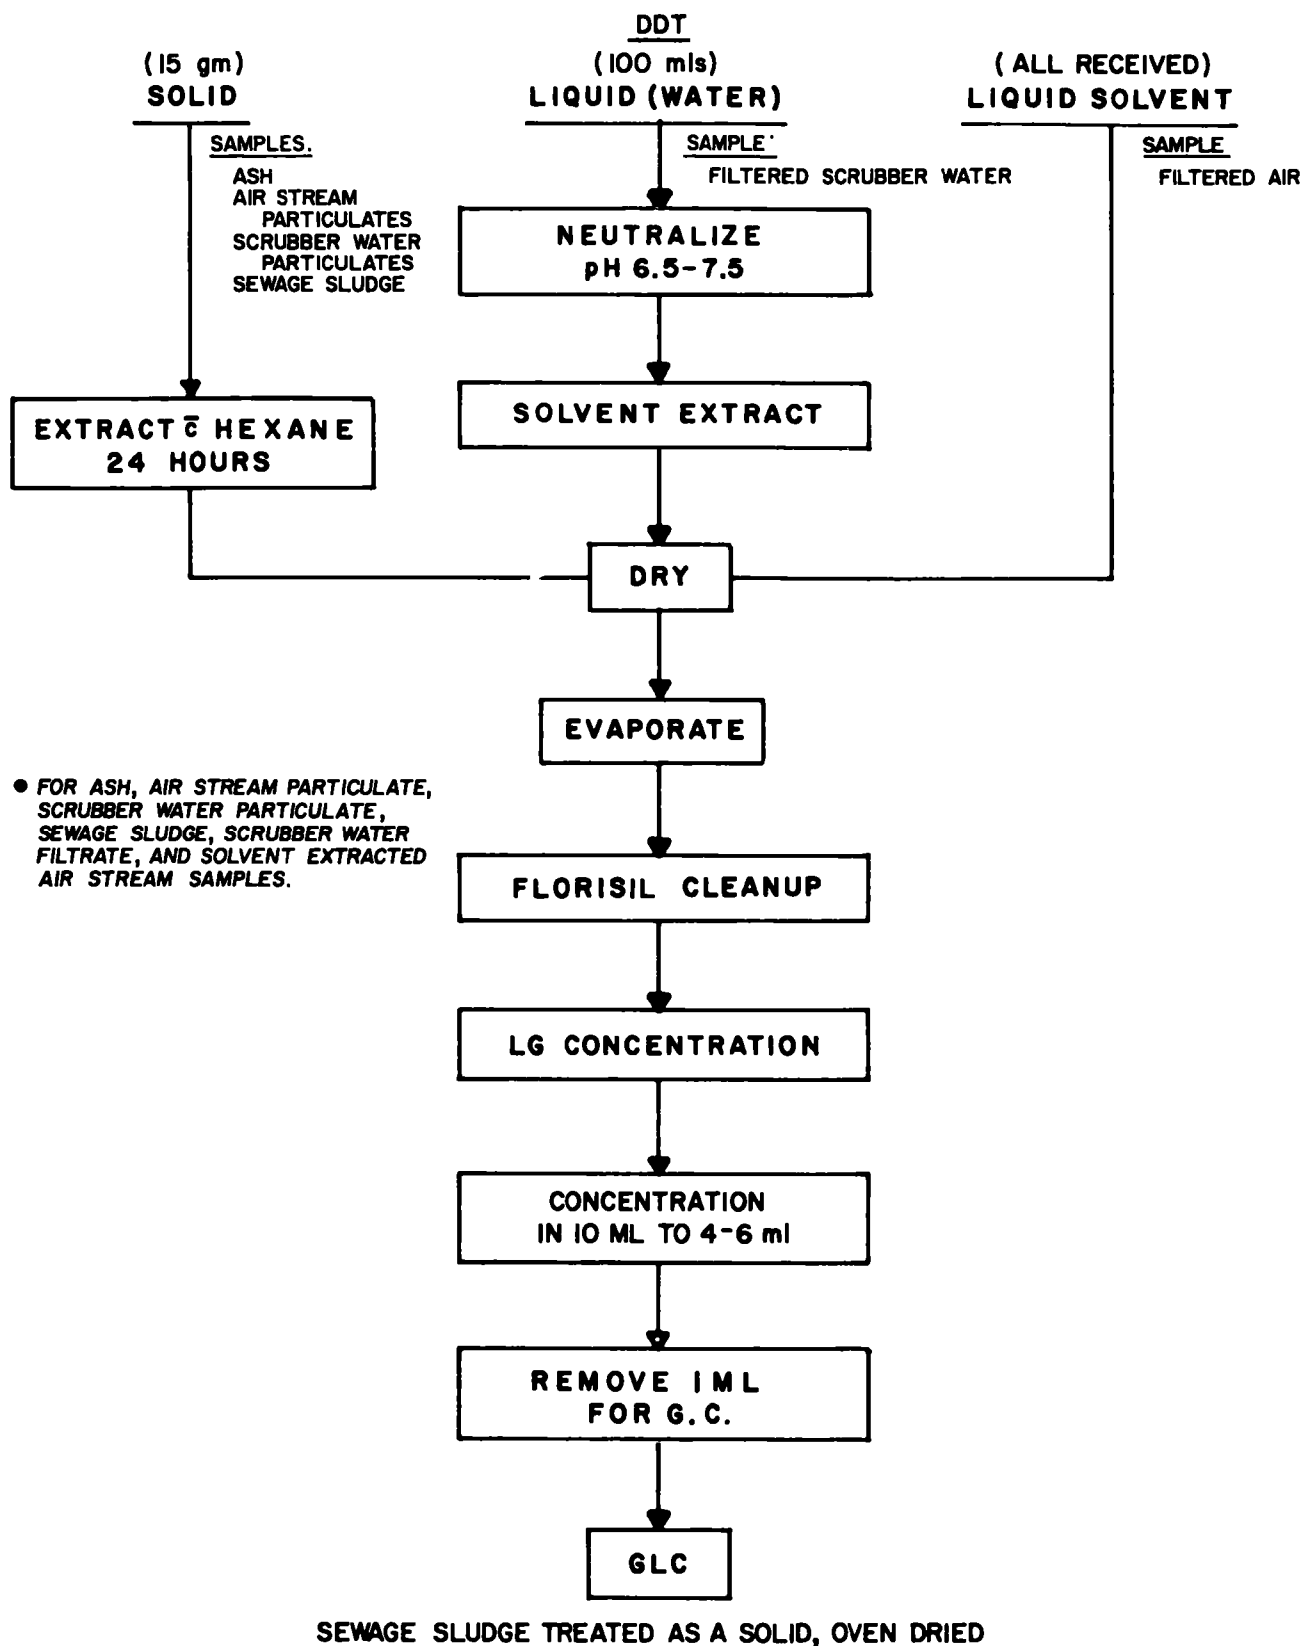 DDT
(15 gm)
SOLID
(100 mls)
LIQUID (WATER)
(ALL RECEIVED)
LIQUID SOLVENT
SAMPLES.
ASH
AIR STREAM
PARTICULATES
SCRUBBER WATER
PARTICULATES
SEWAGE SLUDGE
SAMPLE
FILTERED SCRUBBER WATER
SAMPLE
FILTERED AIR
NEUTRALIZE
pH 6.5-7.5
EXTRACT c̄ HEXANE
24 HOURS
SOLVENT EXTRACT
DRY
EVAPORATE
● FOR ASH, AIR STREAM PARTICULATE,
SCRUBBER WATER PARTICULATE,
SEWAGE SLUDGE, SCRUBBER WATER
FILTRATE, AND SOLVENT EXTRACTED
AIR STREAM SAMPLES.
FLORISIL CLEANUP
LG CONCENTRATION
CONCENTRATION
IN 10 ML TO 4-6 ml
REMOVE 1 ML
FOR G.C.
GLC
SEWAGE SLUDGE TREATED AS A SOLID, OVEN DRIED